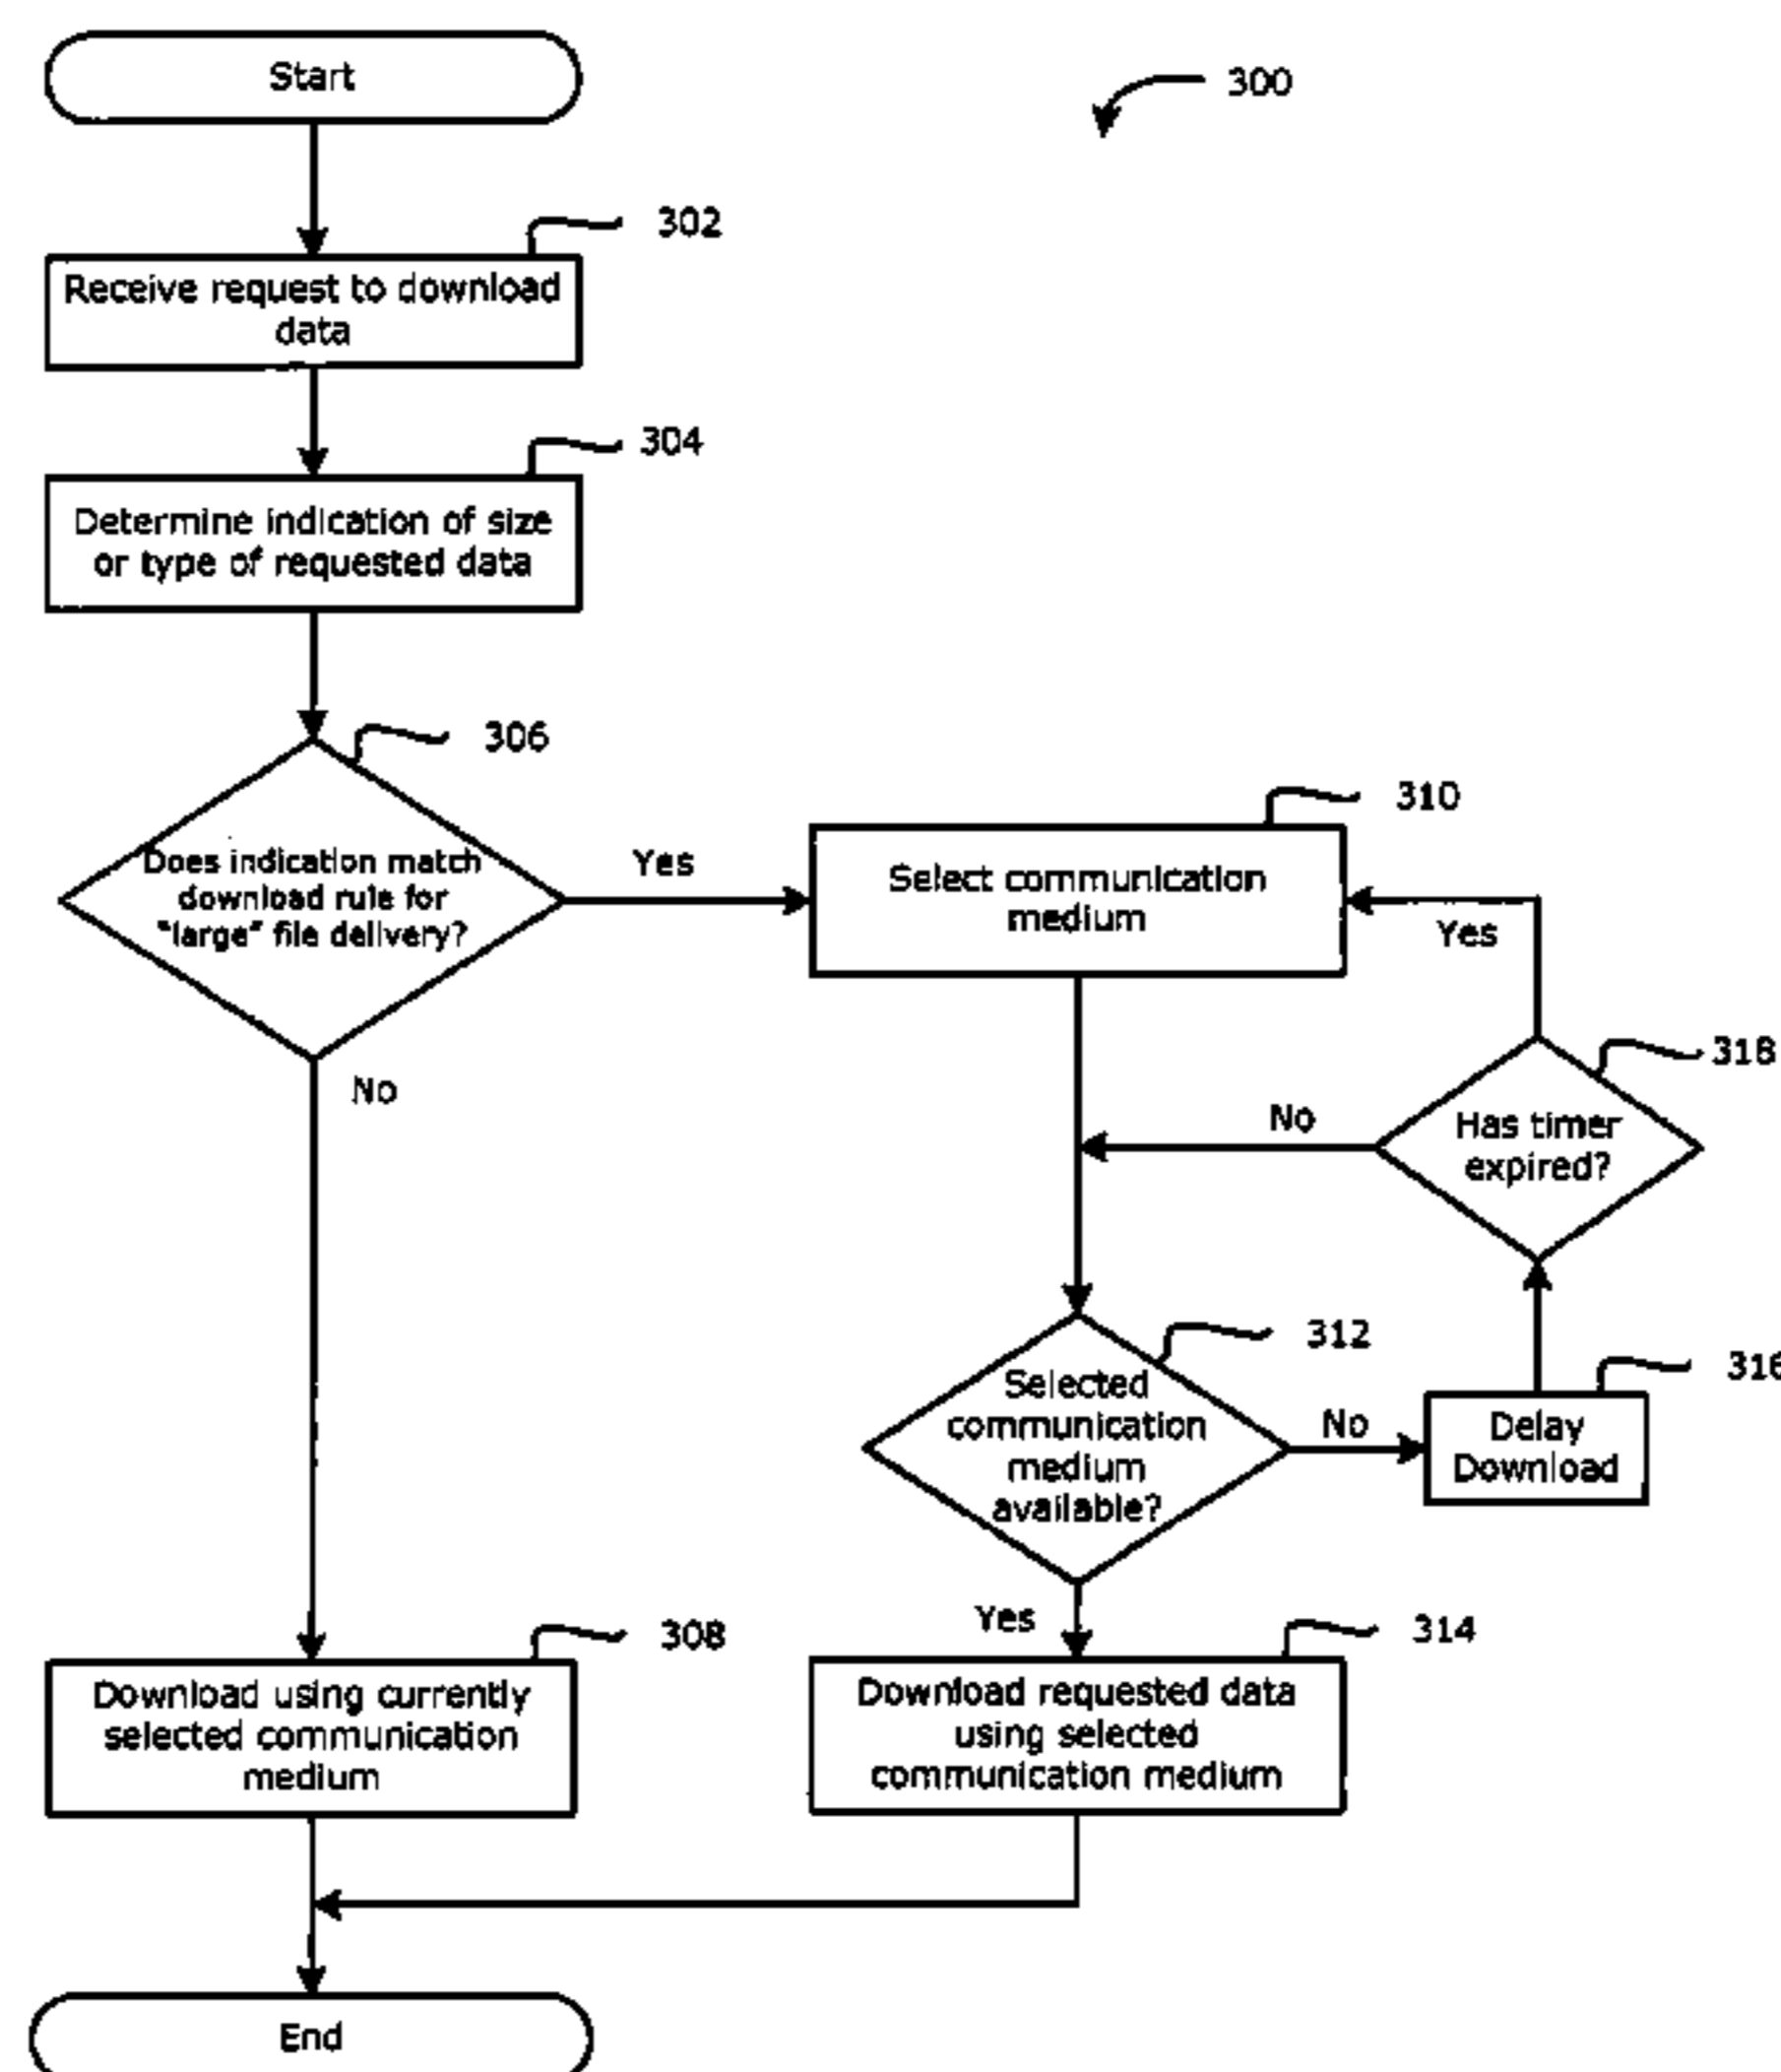 Start
300
302
Receive request to download
data
304
Determine indication of size
or type of requested data
306
Does indication match
download rule for
"large" file delivery?
Yes
310
Select communication
medium
Yes
318
No
No
Has timer
expired?
312
Selected
communication
medium
available?
No
316
Delay
Download
Yes
308
314
Download using currently
selected communication
medium
Download requested data
using selected
communication medium
End